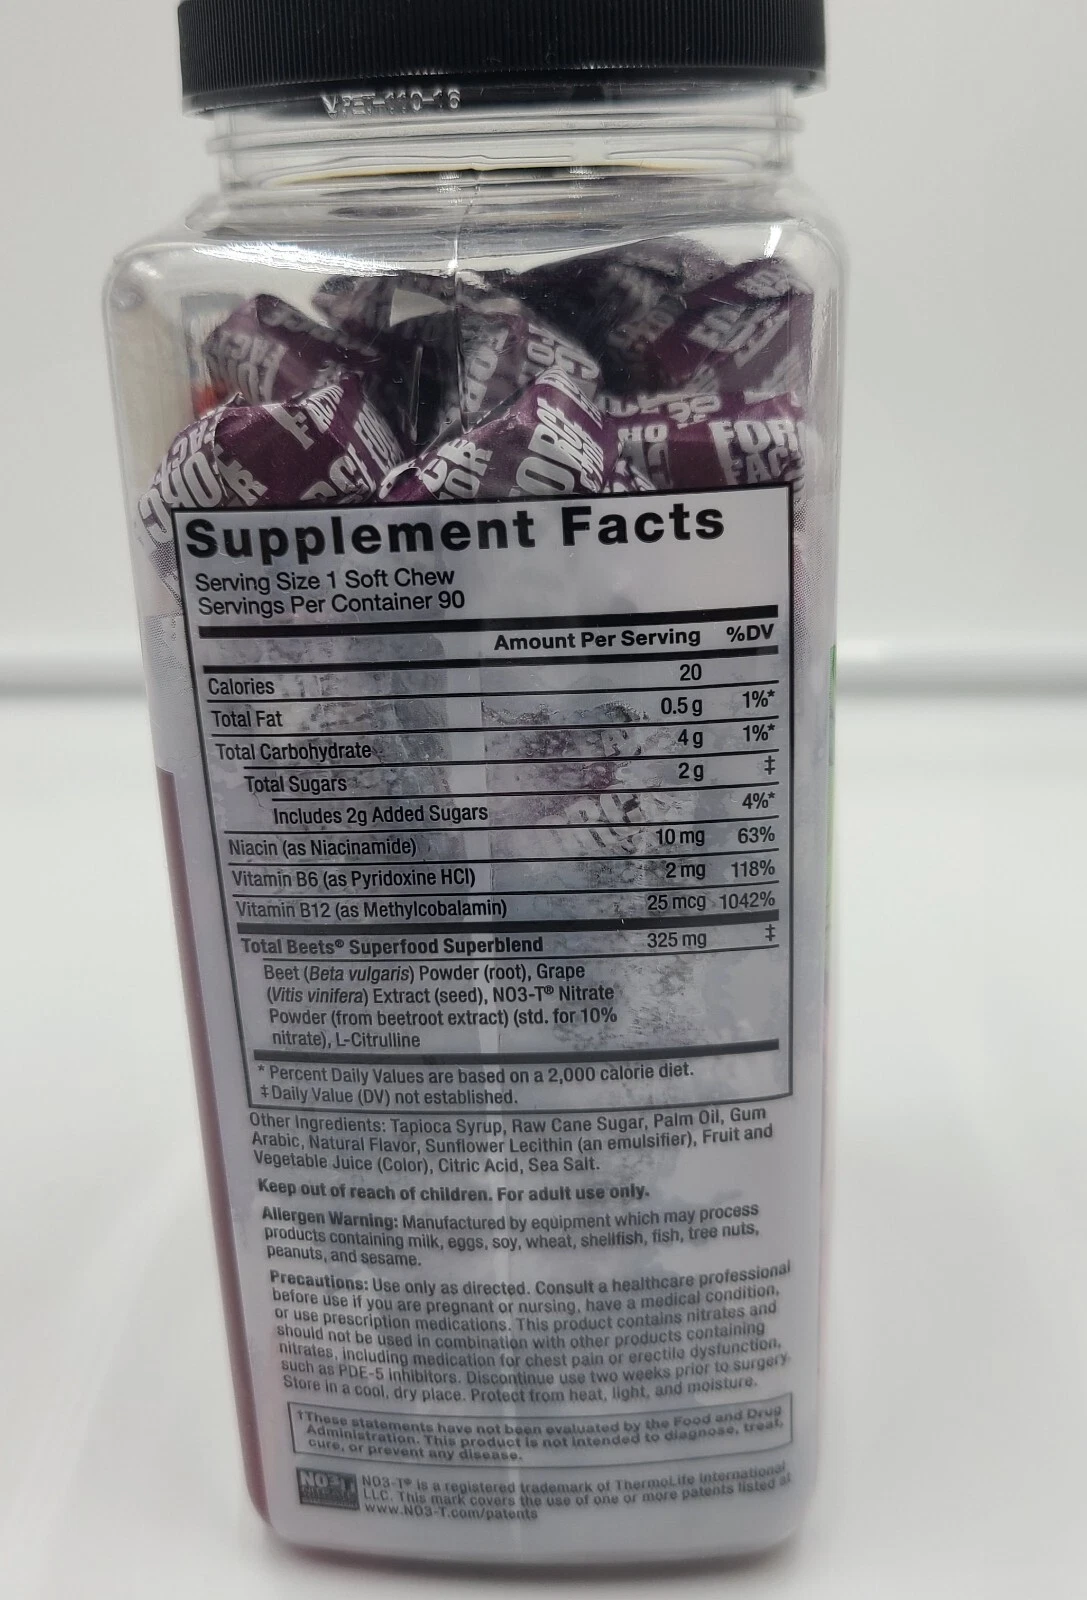 VPET-110-16
FORCE
FACTOR
Supplement Facts
Serving Size 1 Soft Chew
Servings Per Container 90
Amount Per Serving %DV
Calories 20
Total Fat 0.5 g 1%*
Total Carbohydrate 4 g 1%*
Total Sugars 2 g ‡
Includes 2g Added Sugars 4%*
Niacin (as Niacinamide) 10 mg 63%
Vitamin B6 (as Pyridoxine HCl) 2 mg 118%
Vitamin B12 (as Methylcobalamin) 25 mcg 1042%
Total Beets® Superfood Superblend 325 mg ‡
Beet (Beta vulgaris) Powder (root), Grape
(Vitis vinifera) Extract (seed), NO3-T® Nitrate
Powder (from beetroot extract) (std. for 10%
nitrate), L-Citrulline
* Percent Daily Values are based on a 2,000 calorie diet.
‡ Daily Value (DV) not established.
Other Ingredients: Tapioca Syrup, Raw Cane Sugar, Palm Oil, Gum
Arabic, Natural Flavor, Sunflower Lecithin (an emulsifier), Fruit and
Vegetable Juice (Color), Citric Acid, Sea Salt.
Keep out of reach of children. For adult use only.
Allergen Warning: Manufactured by equipment which may process
products containing milk, eggs, soy, wheat, shellfish, fish, tree nuts,
peanuts, and sesame.
Precautions: Use only as directed. Consult a healthcare professional
before use if you are pregnant or nursing, have a medical condition,
or use prescription medications. This product contains nitrates and
should not be used in combination with other products containing
nitrates, including medication for chest pain or erectile dysfunction,
such as PDE-5 inhibitors. Discontinue use two weeks prior to surgery.
Store in a cool, dry place. Protect from heat, light, and moisture.
†These statements have not been evaluated by the Food and Drug
Administration. This product is not intended to diagnose, treat,
cure, or prevent any disease.
NO3-T
NO3-T® is a registered trademark of ThermoLife International,
LLC. This mark covers the use of one or more patents listed at
www.NO3-T.com/patents